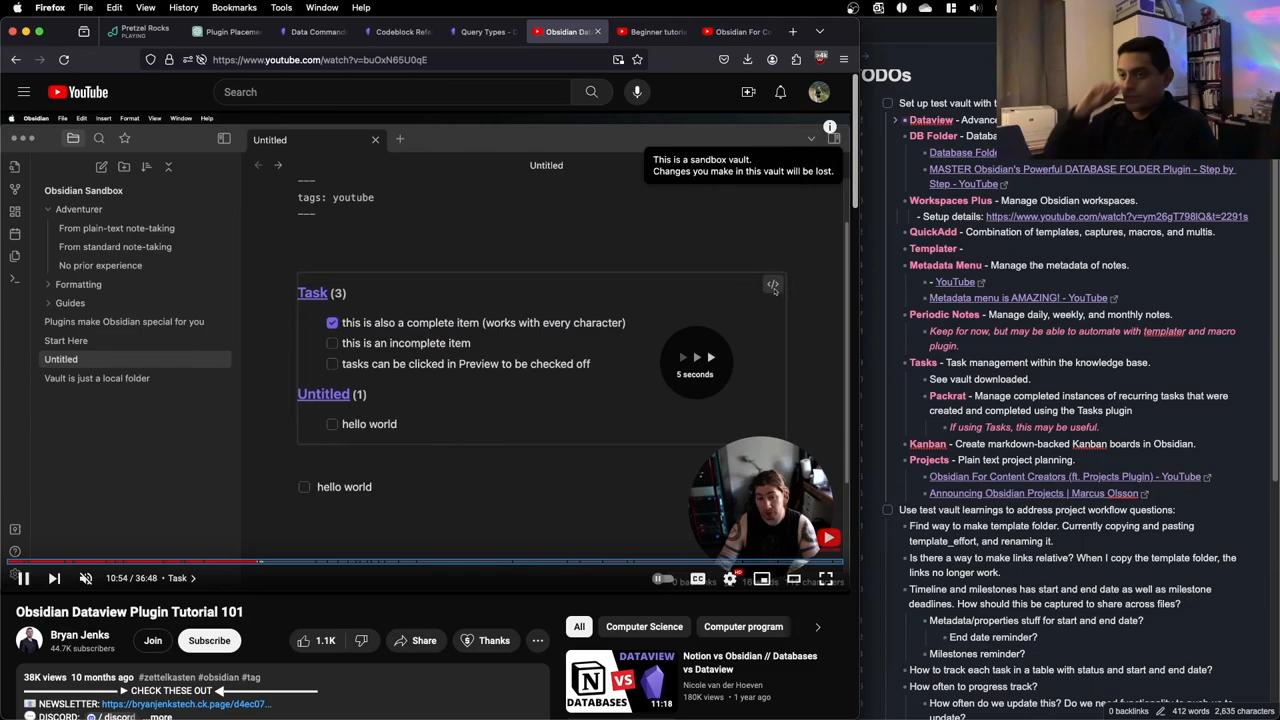 Firefox File Edit View History Bookmarks Tools Window Help
Pretzel Rocks
PLAYING
Plugin Placeme
Data Command
Codeblock Refe
Query Types - D
Obsidian Dat
Beginner tutoria
Obsidian For Co
https://www.youtube.com/watch?v=buOxN65U0qE
YouTube
Search
Obsidian File Edit Insert Format View Window Help
Untitled
Untitled
This is a sandbox vault.
Changes you make in this vault will be lost.
Obsidian Sandbox
Adventurer
From plain-text note-taking
From standard note-taking
No prior experience
Formatting
Guides
Plugins make Obsidian special for you
Start Here
Untitled
Vault is just a local folder
---
tags: youtube
---
Task (3)
this is also a complete item (works with every character)
this is an incomplete item
tasks can be clicked in Preview to be checked off
Untitled (1)
hello world
hello world
5 seconds
10:54 / 36:48 • Task
Obsidian Dataview Plugin Tutorial 101
Bryan Jenks
44.7K subscribers
Join
Subscribe
1.1K
Share
Thanks
38K views 10 months ago #zettelkasten #obsidian #tag
CHECK THESE OUT
NEWSLETTER: https://bryanjenkstech.ck.page/d4ec07...
DISCORD: / discord ...more
All
Computer Science
Computer program
DATAVIEW
VS
11:18
Notion vs Obsidian // Databases
vs Dataview
Nicole van der Hoeven
180K views • 1 year ago
ODOs
Set up test vault with t
Dataview - Advanc
DB Folder - Databa
Database Folde
MASTER Obsidian's Powerful DATABASE FOLDER Plugin - Step by
Step - YouTube
Workspaces Plus - Manage Obsidian workspaces.
- Setup details: https://www.youtube.com/watch?v=ym26gT798lQ&t=2291s
QuickAdd - Combination of templates, captures, macros, and multis.
Templater -
Metadata Menu - Manage the metadata of notes.
- YouTube
Metadata menu is AMAZING! - YouTube
Periodic Notes - Manage daily, weekly, and monthly notes.
Keep for now, but may be able to automate with templater and macro
plugin.
Tasks - Task management within the knowledge base.
See vault downloaded.
Packrat - Manage completed instances of recurring tasks that were
created and completed using the Tasks plugin
If using Tasks, this may be useful.
Kanban - Create markdown-backed Kanban boards in Obsidian.
Projects - Plain text project planning.
Obsidian For Content Creators (ft. Projects Plugin) - YouTube
Announcing Obsidian Projects | Marcus Olsson
Use test vault learnings to address project workflow questions:
Find way to make template folder. Currently copying and pasting
template_effort, and renaming it.
Is there a way to make links relative? When I copy the template folder, the
links no longer work.
Timeline and milestones has start and end date as well as milestone
deadlines. How should this be captured to share across files?
Metadata/properties stuff for start and end date?
End date reminder?
Milestones reminder?
How to track each task in a table with status and start and end date?
How often to progress track?
How often do we update this? Do we need functionality to push up to
update?
0 backlinks
412 words
2,635 characters